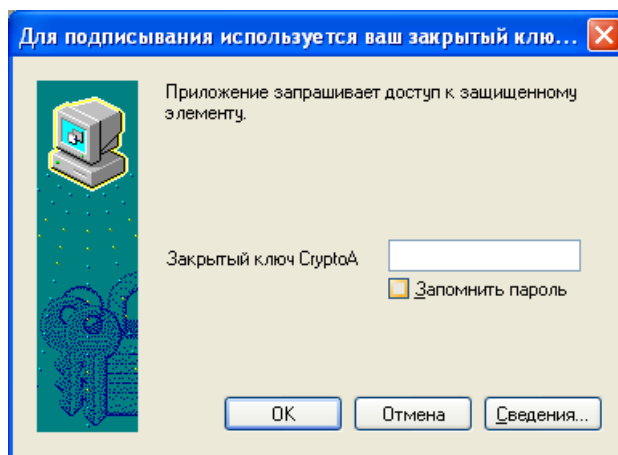 Для подписывания используется ваш закрытый клю...
Приложение запрашивает доступ к защищенному
элементу.
Закрытый ключ CryptoA
Запомнить пароль
OK
Отмена
Сведения...